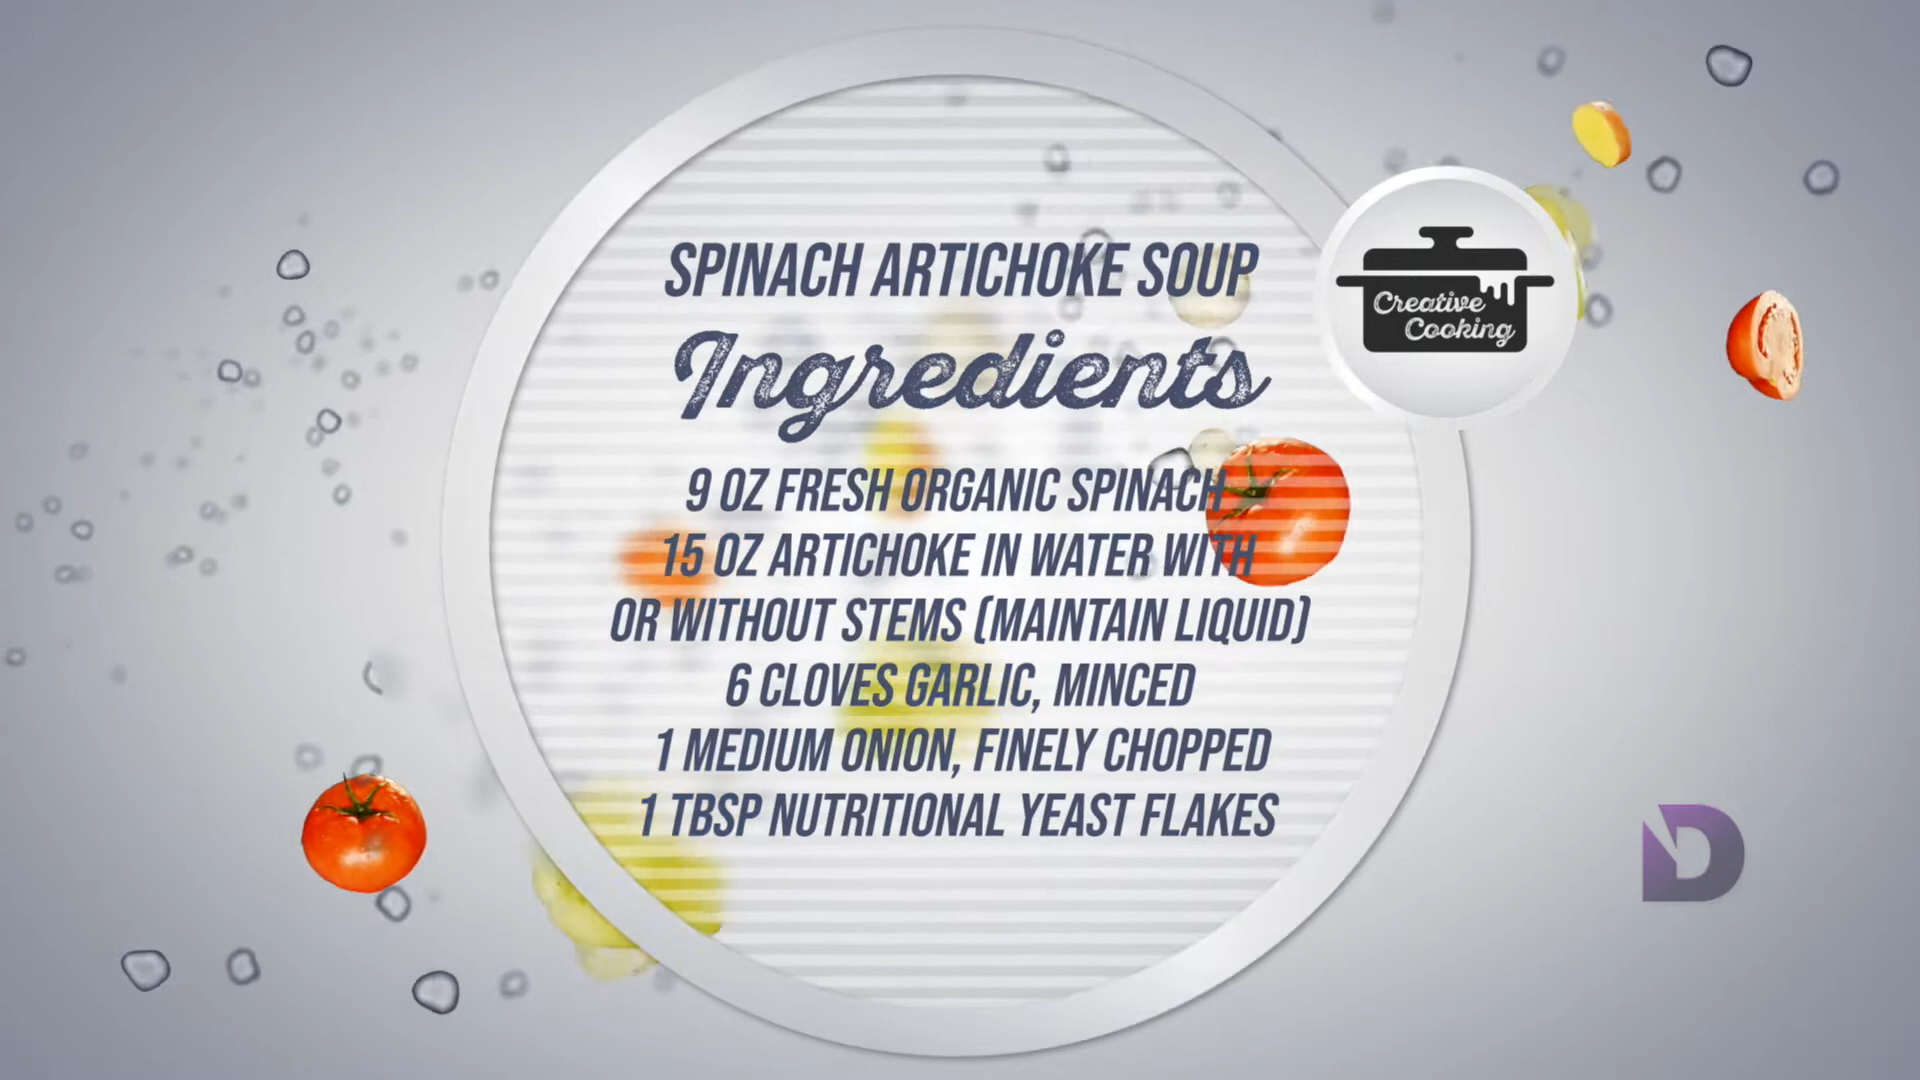 SPINACH ARTICHOKE SOUP
Ingredients
9 OZ FRESH ORGANIC SPINACH
15 OZ ARTICHOKE IN WATER WITH
OR WITHOUT STEMS (MAINTAIN LIQUID)
6 CLOVES GARLIC, MINCED
1 MEDIUM ONION, FINELY CHOPPED
1 TBSP NUTRITIONAL YEAST FLAKES
Creative
Cooking
D